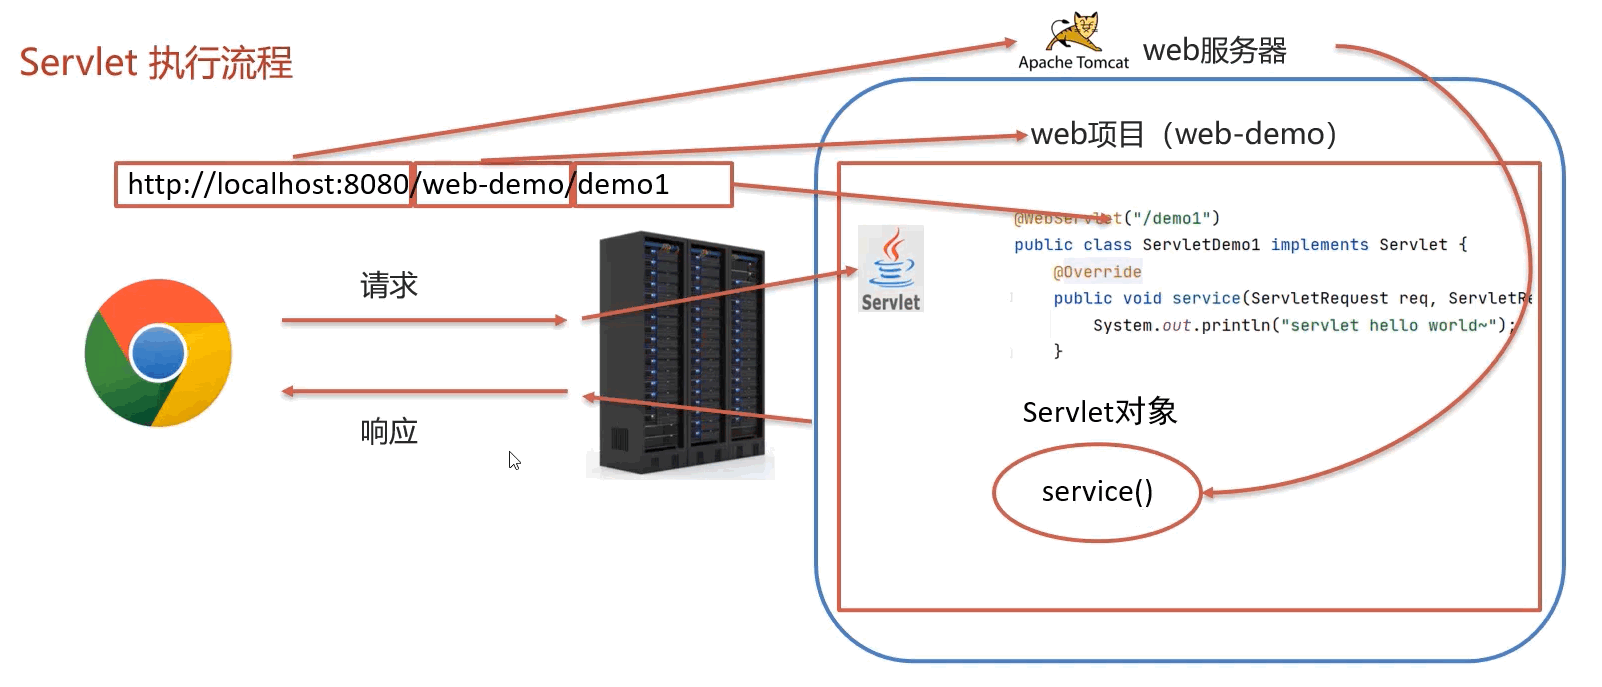 Servlet 执行流程
Apache Tomcat
web服务器
web项目（web-demo）
http://localhost:8080/web-demo/demo1
@WebServlet("/demo1")
public class ServletDemo1 implements Servlet {
@Override
public void service(ServletRequest req, ServletRe
System.out.println("servlet hello world~");
}
Servlet
请求
响应
Servlet对象
service()